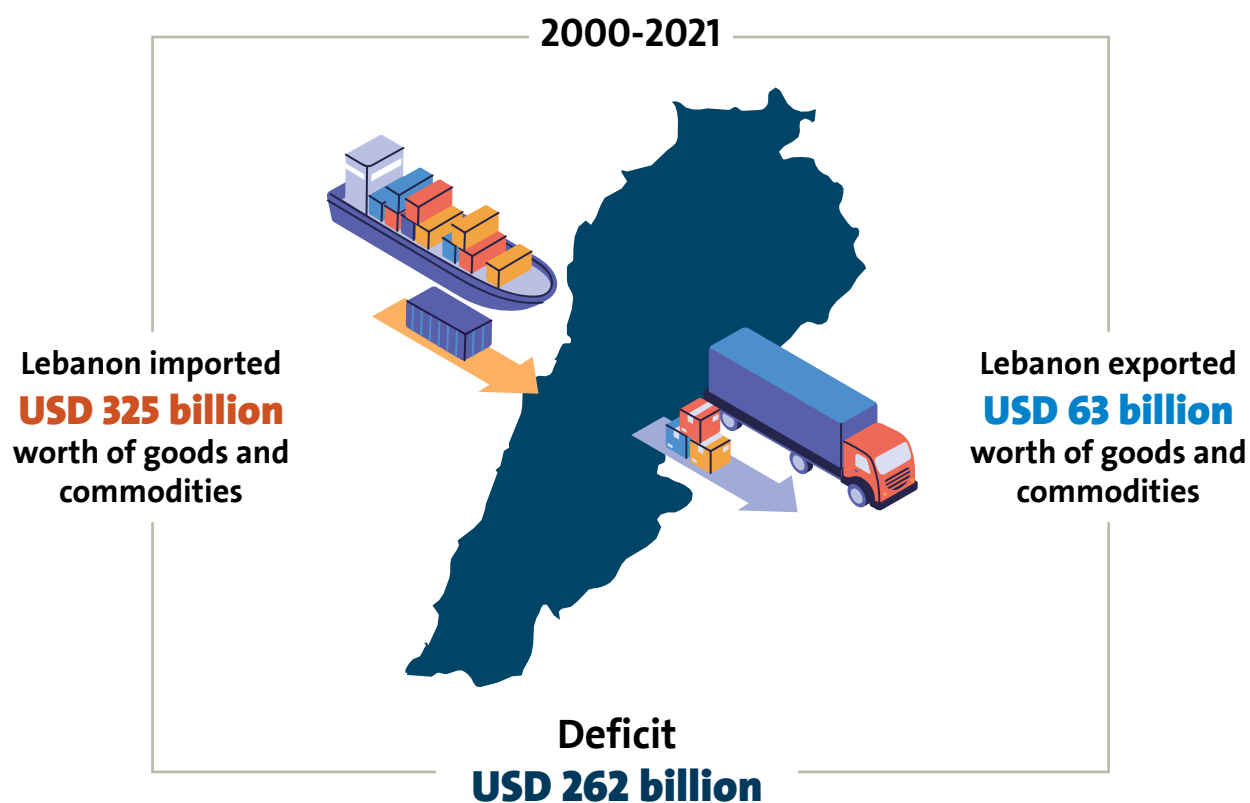 2000-2021
Lebanon imported
USD 325 billion
worth of goods and
commodities
Lebanon exported
USD 63 billion
worth of goods and
commodities
Deficit
USD 262 billion